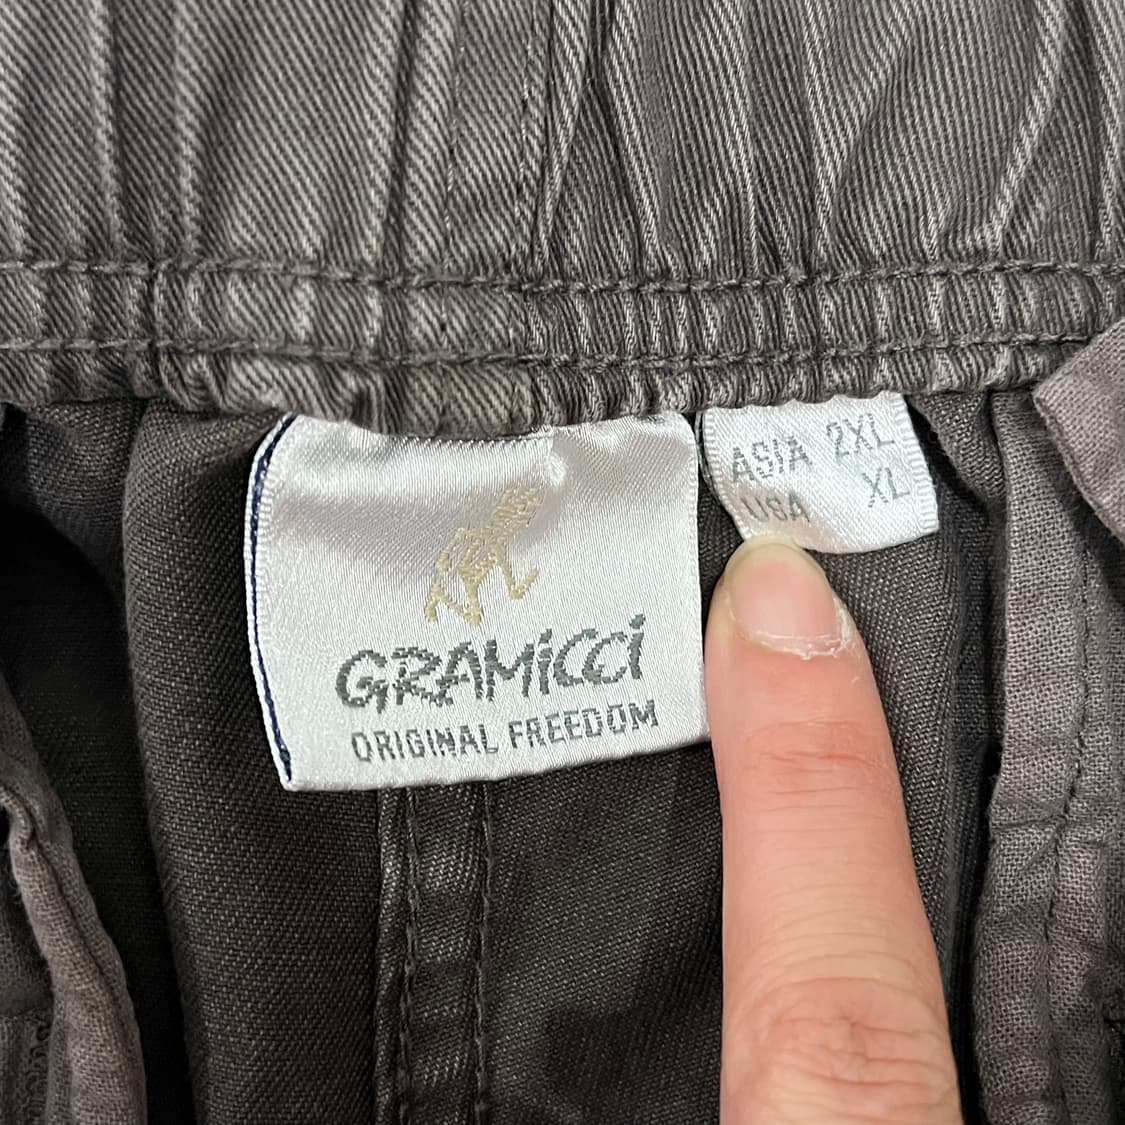 GRAMiCCi
ORIGINAL FREEDOM
ASIA 2XL
USA XL